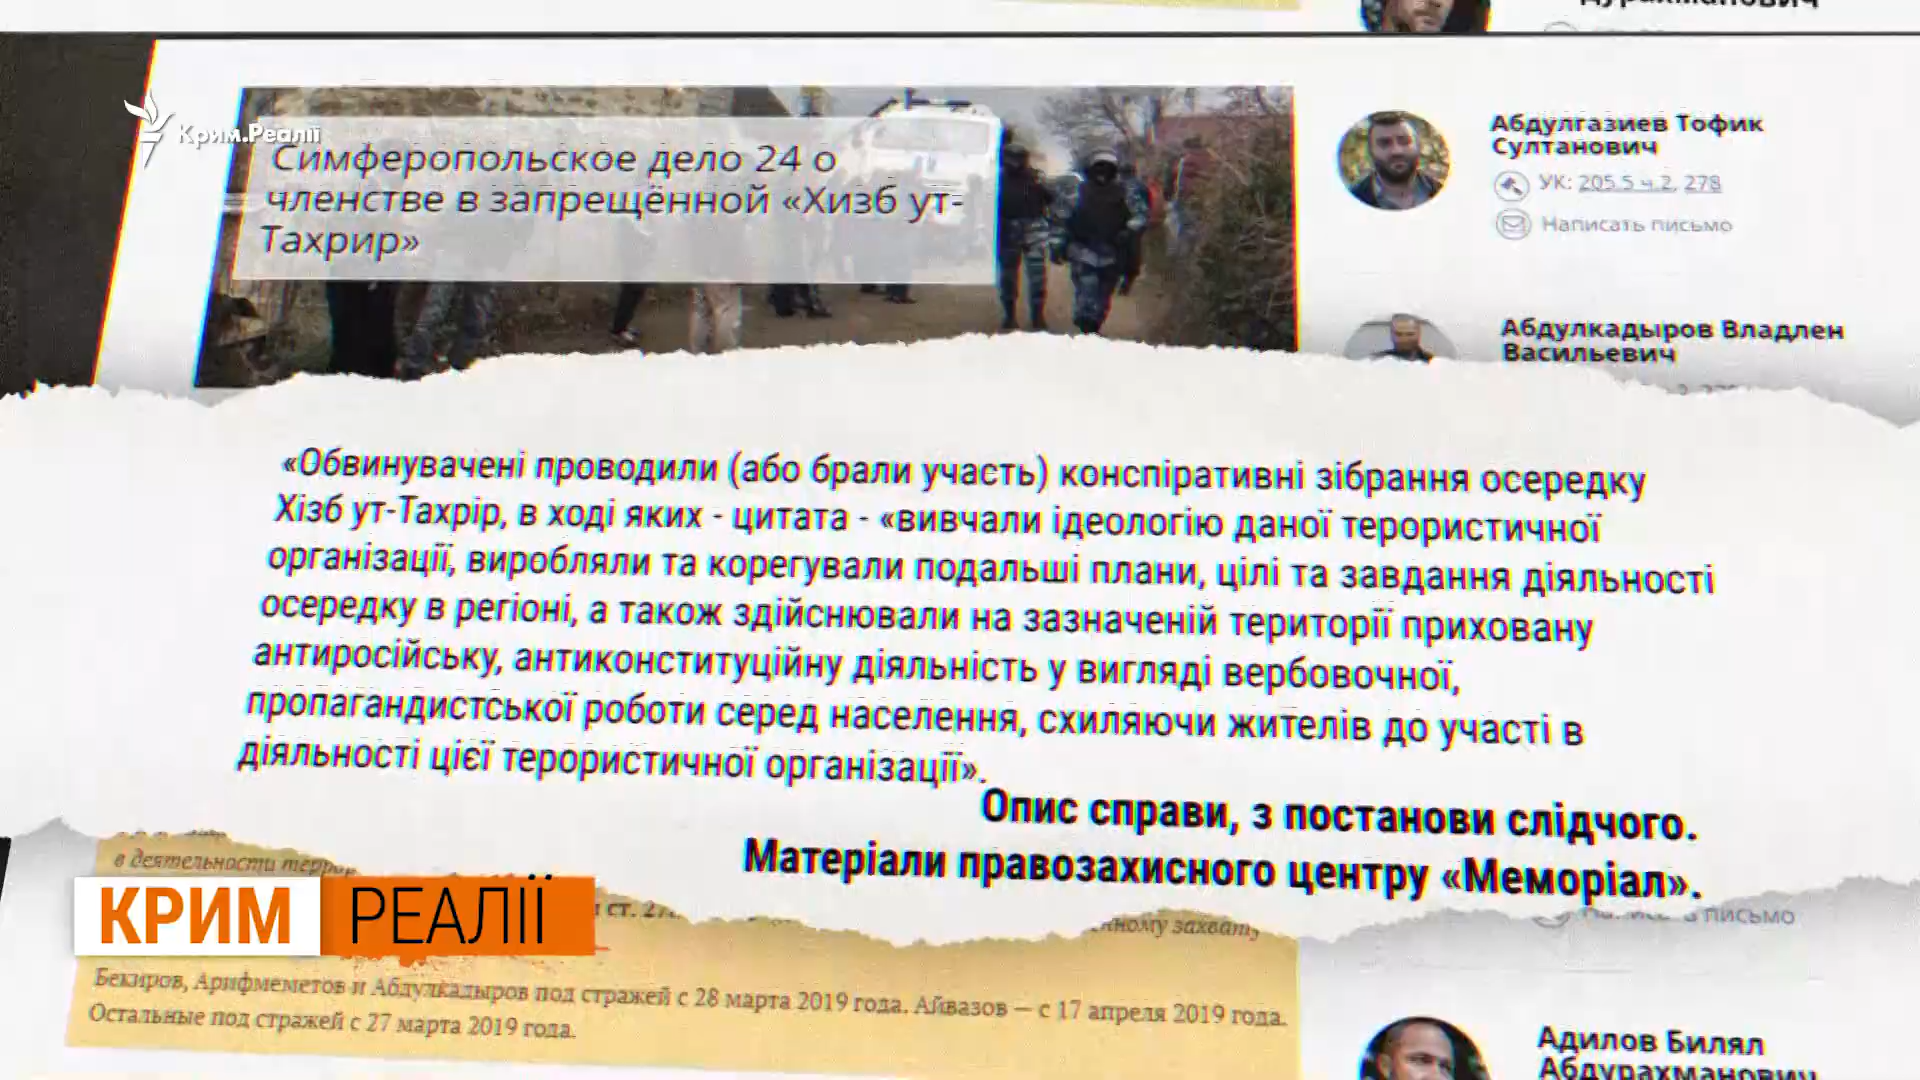 Крим.Реалії
Симферопольское дело 24 о
членстве в запрещённой «Хизб ут-
Тахрир»
Абдулгазиев Тофик
Султанович
УК: 205.5 ч.2, 278
Написать письмо
Абдулкадыров Владлен
Васильевич
«Обвинувачені проводили (або брали участь) конспіративні зібрання осередку
Хізб ут-Тахрір, в ході яких - цитата - «вивчали ідеологію даної терористичної
організації, виробляли та корегували подальші плани, цілі та завдання діяльності
осередку в регіоні, а також здійснювали на зазначеній території приховану
антиросійську, антиконституційну діяльність у вигляді вербовочної,
пропагандистської роботи серед населення, схиляючи жителів до участі в
діяльності цієї терористичної організації».
Опис справи, з постанови слідчого.
Матеріали правозахисного центру «Меморіал».
в деятельности
КРИМ РЕАЛІЇ
ст.
захвату
письмо
Бекиров, Арифмеметов и Абдулкадыров под стражей с 28 марта 2019 года. Айвазов — с 17 апреля 2019 года.
Остальные под стражей с 27 марта 2019 года.
Адилов Билял
Абдурахманович